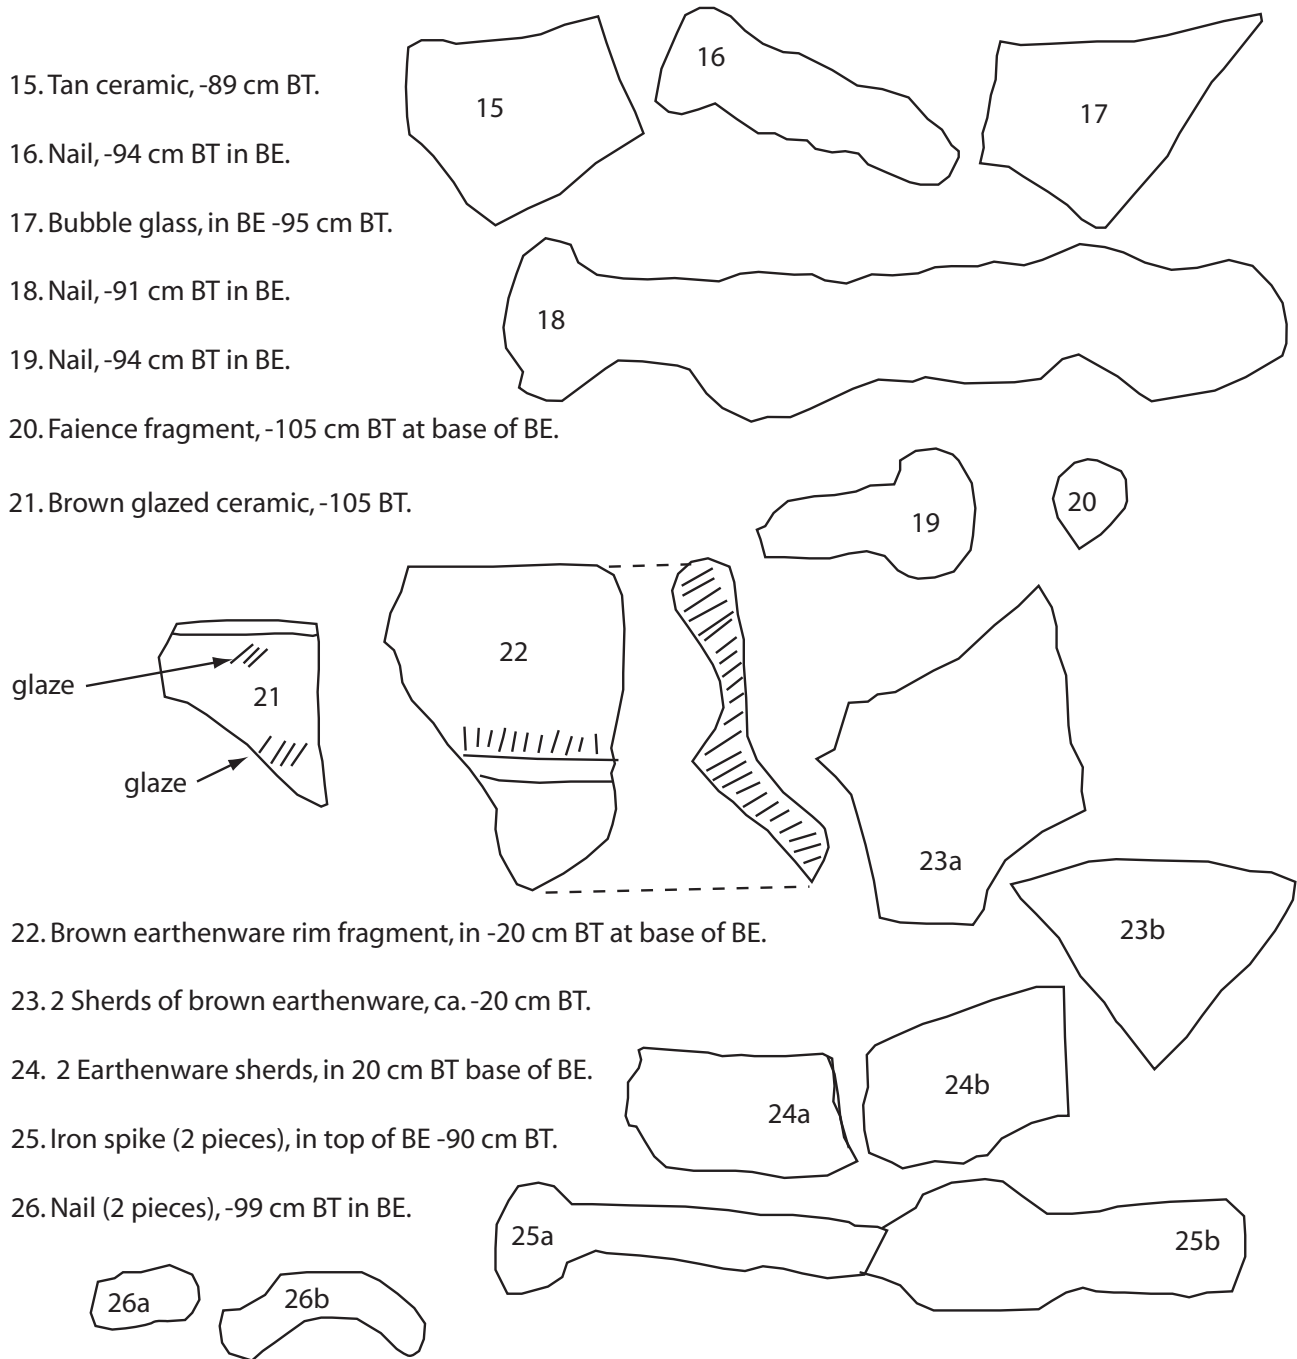 15. Tan ceramic, -89 cm BT.
16. Nail, -94 cm BT in BE.
17. Bubble glass, in BE -95 cm BT.
18. Nail, -91 cm BT in BE.
19. Nail, -94 cm BT in BE.
20. Faience fragment, -105 cm BT at base of BE.
21. Brown glazed ceramic, -105 BT.
15
16
17
18
19
20
glaze
21
glaze
22
23a
23b
22. Brown earthenware rim fragment, in -20 cm BT at base of BE.
23. 2 Sherds of brown earthenware, ca. -20 cm BT.
24. 2 Earthenware sherds, in 20 cm BT base of BE.
25. Iron spike (2 pieces), in top of BE -90 cm BT.
26. Nail (2 pieces), -99 cm BT in BE.
24a
24b
25a
25b
26a
26b